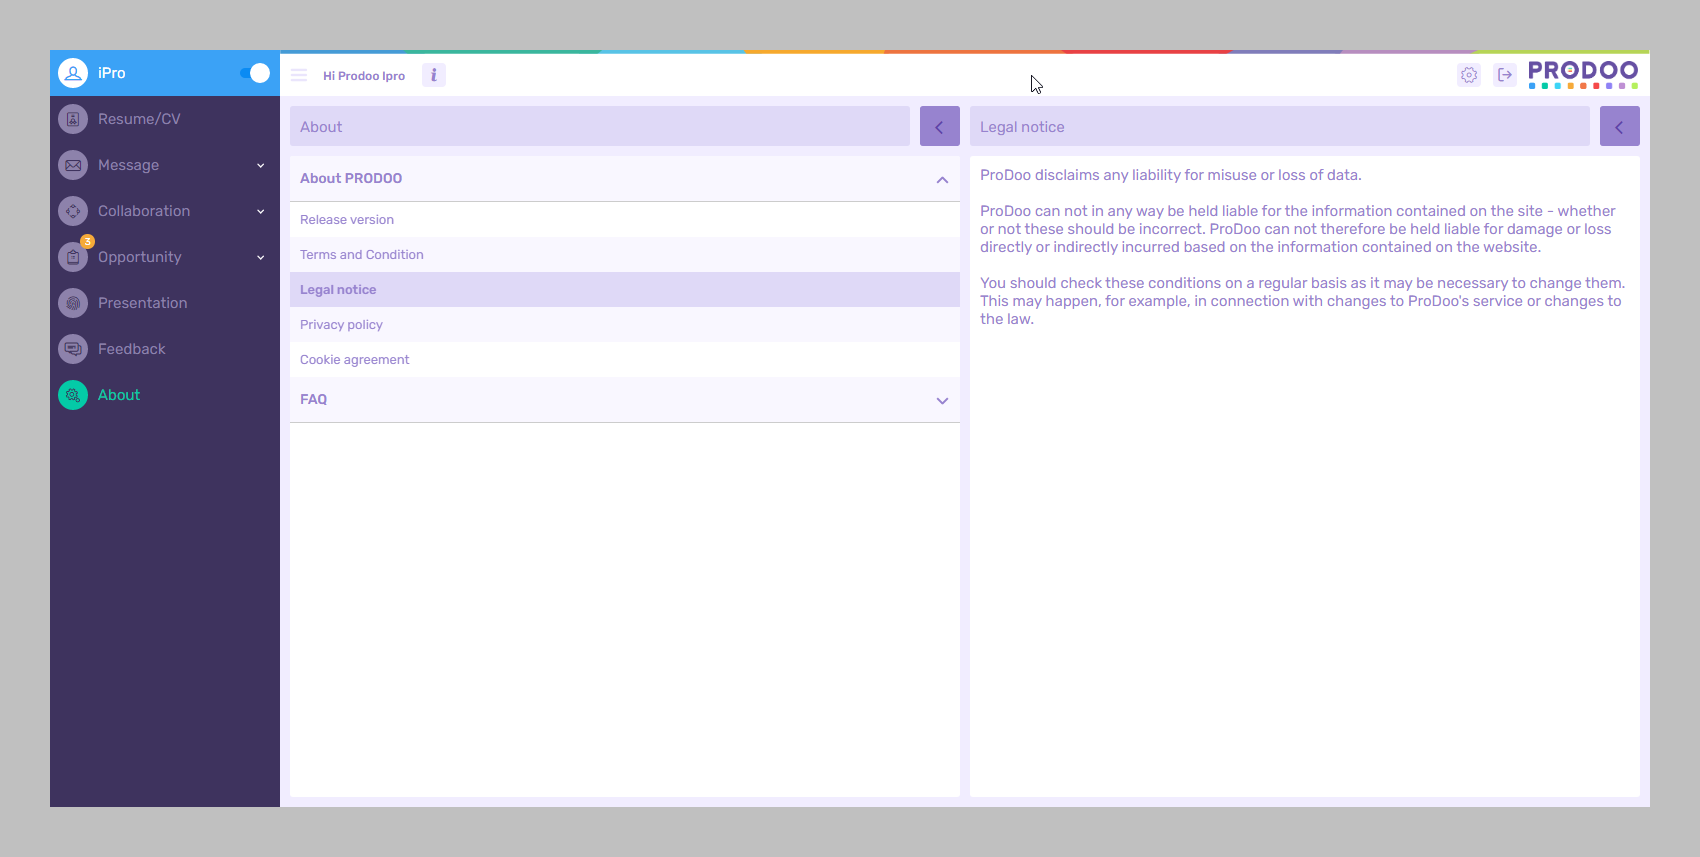 iPro
Hi Prodoo Ipro
i
PRODOO
Resume/CV
Message
Collaboration
3
Opportunity
Presentation
Feedback
About
About
About PRODOO
Release version
Terms and Condition
Legal notice
Privacy policy
Cookie agreement
FAQ
Legal notice
ProDoo disclaims any liability for misuse or loss of data.
ProDoo can not in any way be held liable for the information contained on the site - whether
or not these should be incorrect. ProDoo can not therefore be held liable for damage or loss
directly or indirectly incurred based on the information contained on the website.
You should check these conditions on a regular basis as it may be necessary to change them.
This may happen, for example, in connection with changes to ProDoo's service or changes to
the law.